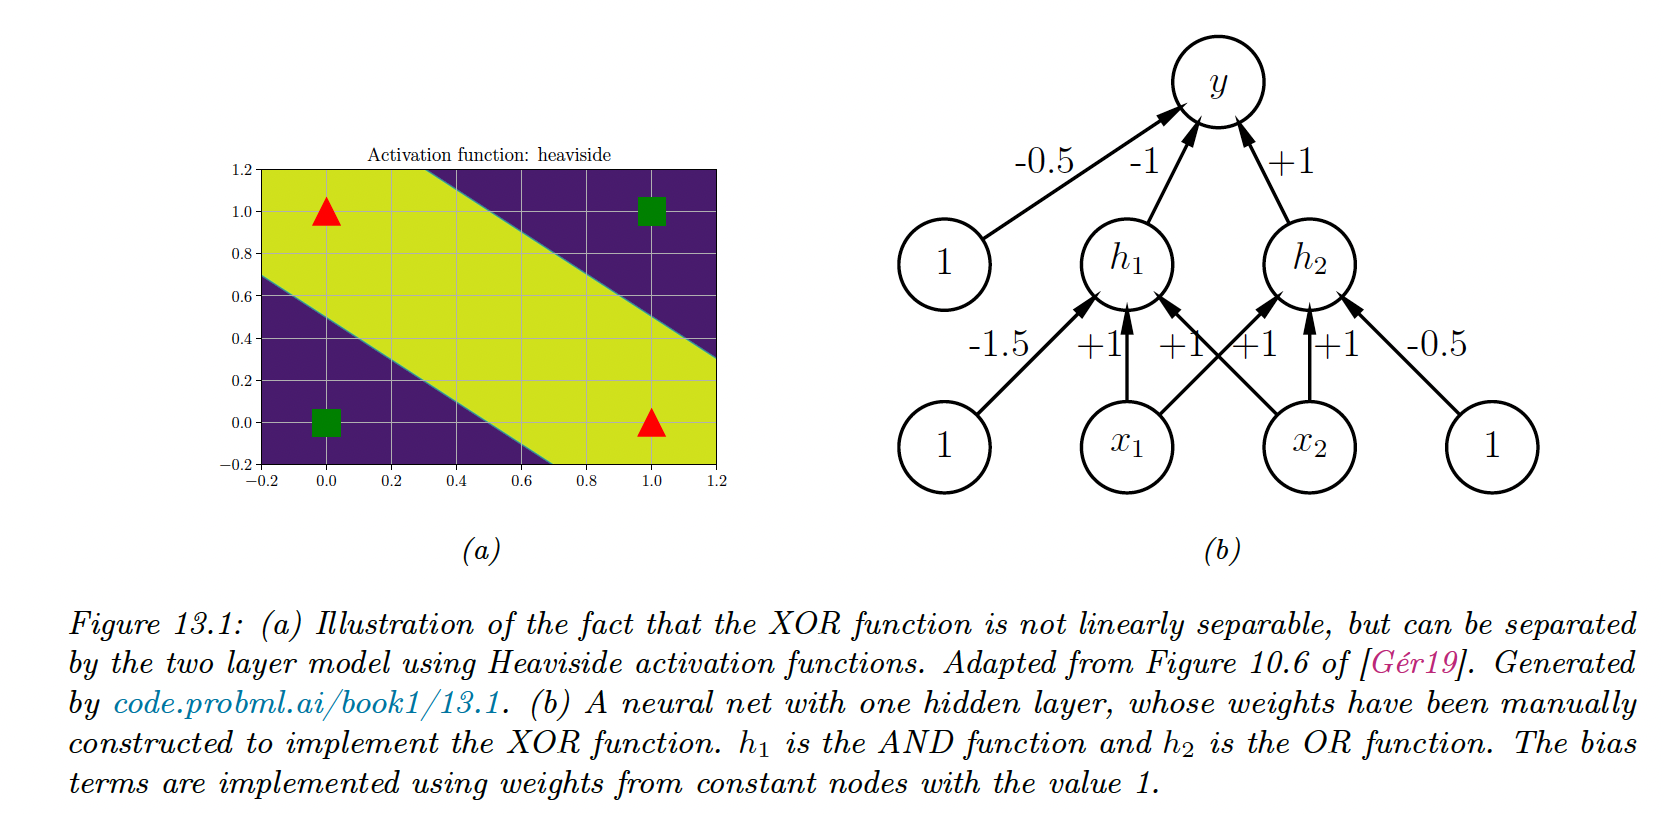 y
Activation function: heaviside
-0.5 -1 +1
1.2
1.0
0.8
0.6
0.4
0.2
0.0
−0.2
−0.2 0.0 0.2 0.4 0.6 0.8 1.0 1.2
1 h₁ h₂
-1.5 +1 +1 +1 +1 -0.5
1 x₁ x₂ 1
(a) (b)
Figure 13.1: (a) Illustration of the fact that the XOR function is not linearly separable, but can be separated
by the two layer model using Heaviside activation functions. Adapted from Figure 10.6 of [Gér19]. Generated
by code.probml.ai/book1/13.1. (b) A neural net with one hidden layer, whose weights have been manually
constructed to implement the XOR function. h₁ is the AND function and h₂ is the OR function. The bias
terms are implemented using weights from constant nodes with the value 1.